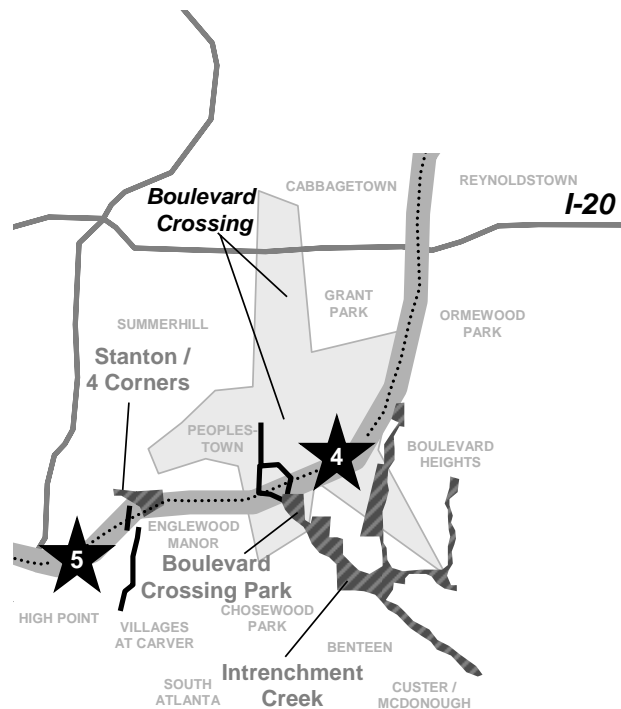 CABBAGETOWN
REYNOLDSTOWN
Boulevard
Crossing
I-20
GRANT
PARK
SUMMERHILL
ORMEWOOD
PARK
Stanton /
4 Corners
PEOPLES-
TOWN
4
BOULEVARD
HEIGHTS
ENGLEWOOD
MANOR
5
Boulevard
Crossing Park
HIGH POINT
VILLAGES
AT CARVER
CHOSEWOOD
PARK
BENTEEN
Intrenchment
Creek
SOUTH
ATLANTA
CUSTER /
MCDONOUGH